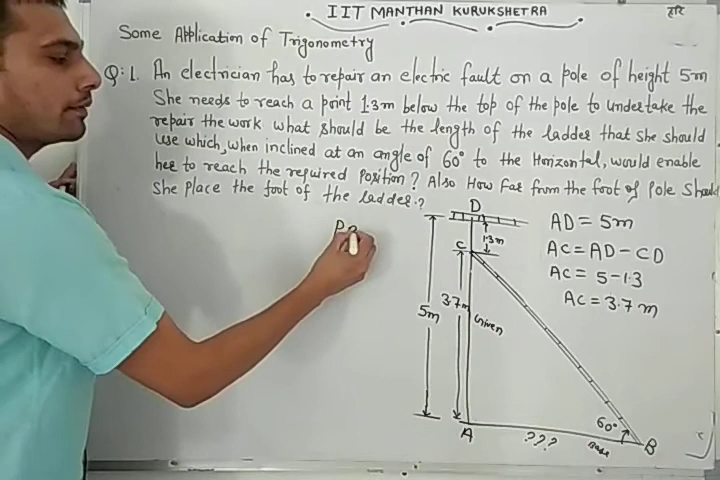 IIT MANTHAN KURUKSHETRA
हरि
Some Application of Trigonometry
Q:1. An electrician has to repair an electric fault on a pole of height 5m
She needs to reach a point 1.3m below the top of the pole to undertake the
repair the work what should be the length of the ladder that she should
use which, when inclined at an angle of 60° to the Horizontal, would enable
her to reach the required Position? Also How Far from the foot of Pole Should
She Place the foot of the ladder.?
D
1.3m
C
5m
3.7m
Given
A
???
Base
60°
B
AD = 5m
AC = AD - CD
AC = 5 - 1.3
AC = 3.7 m